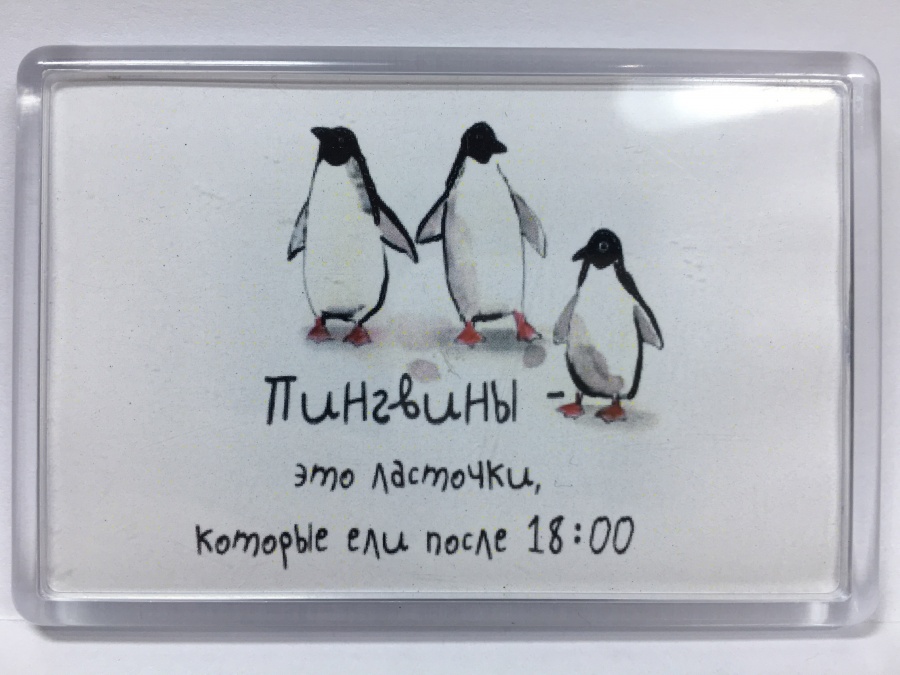 Пингвины -
это ласточки,
которые ели после 18:00